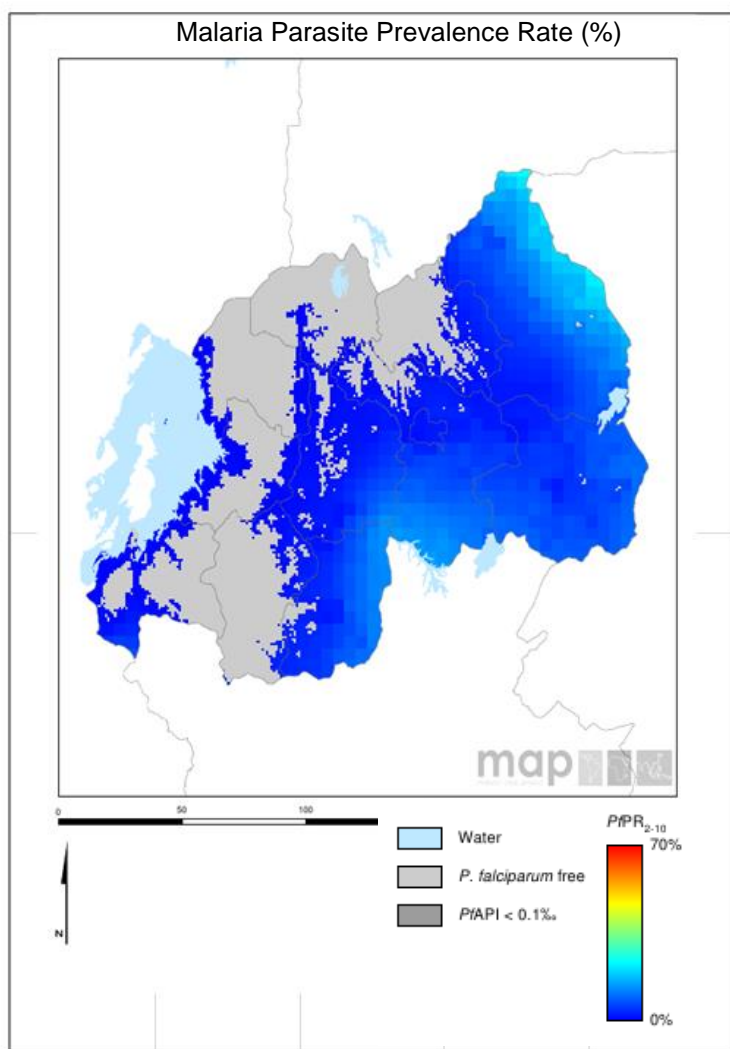 Malaria Parasite Prevalence Rate (%)
map
0 50 100
N
Water
P. falciparum free
PfAPI < 0.1‰
PfPR2-10
70%
0%